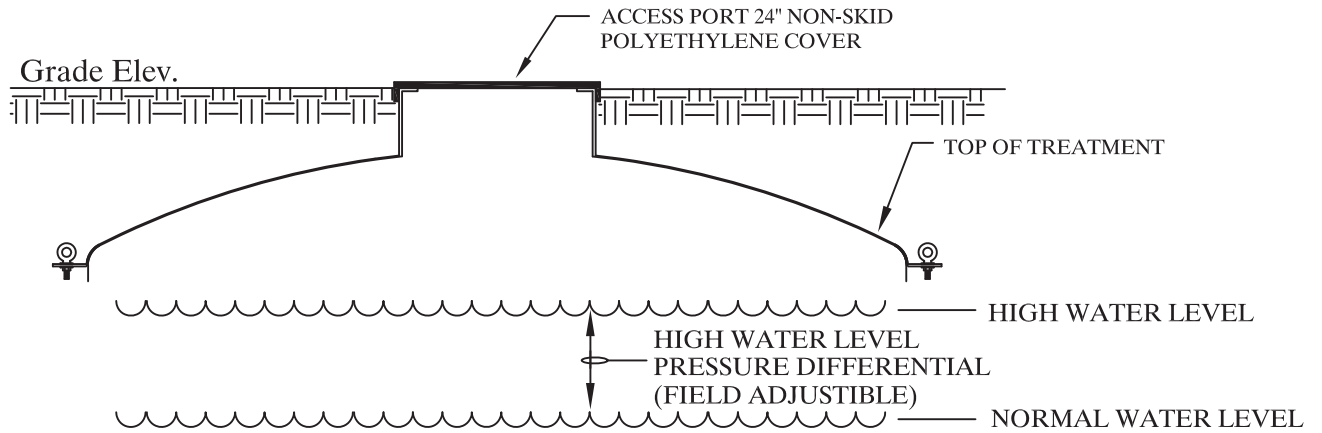 ACCESS PORT 24" NON-SKID
POLYETHYLENE COVER
Grade Elev.
TOP OF TREATMENT
HIGH WATER LEVEL
HIGH WATER LEVEL
PRESSURE DIFFERENTIAL
(FIELD ADJUSTIBLE)
NORMAL WATER LEVEL